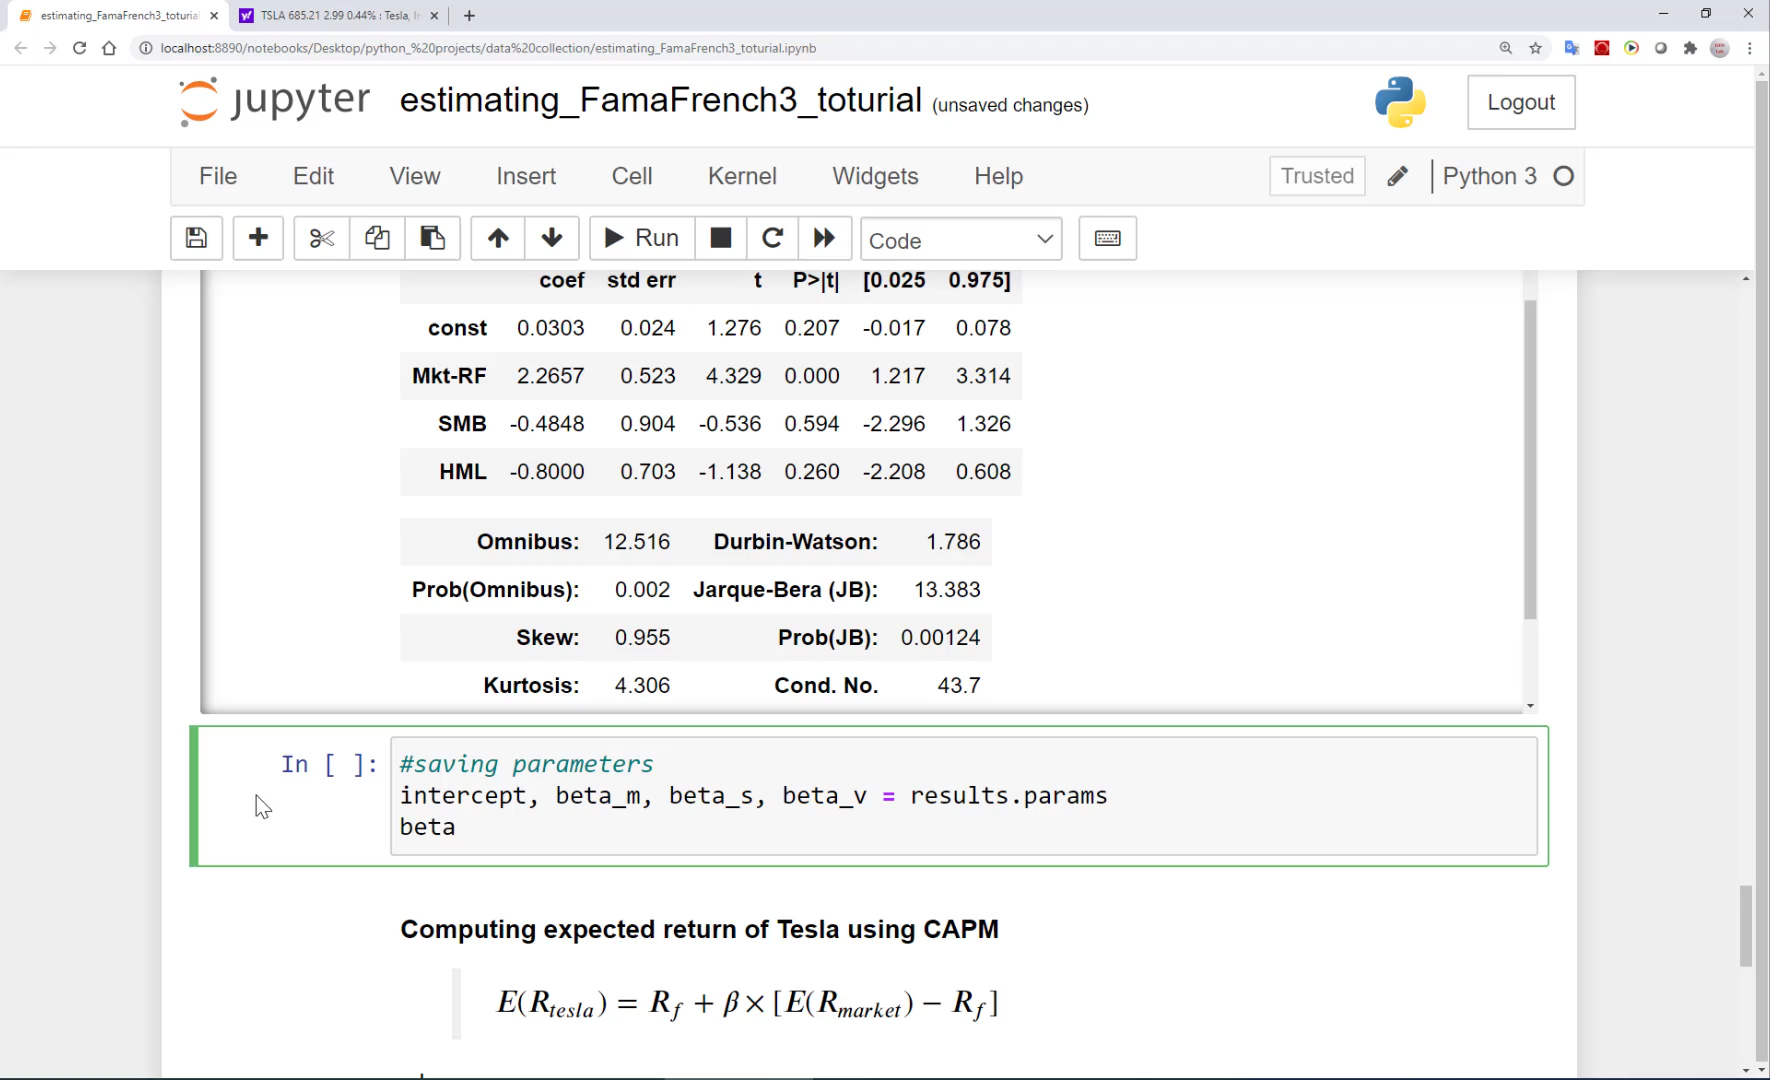 estimating_FamaFrench3_toturial
TSLA 685.21 2.99 0.44% : Tesla, I
localhost:8890/notebooks/Desktop/python_%20projects/data%20collection/estimating_FamaFrench3_toturial.ipynb
jupyter estimating_FamaFrench3_toturial (unsaved changes)
Logout
File Edit View Insert Cell Kernel Widgets Help Trusted Python 3
Run Code
coef std err t P>|t| [0.025 0.975]
const 0.0303 0.024 1.276 0.207 -0.017 0.078
Mkt-RF 2.2657 0.523 4.329 0.000 1.217 3.314
SMB -0.4848 0.904 -0.536 0.594 -2.296 1.326
HML -0.8000 0.703 -1.138 0.260 -2.208 0.608
Omnibus: 12.516 Durbin-Watson: 1.786
Prob(Omnibus): 0.002 Jarque-Bera (JB): 13.383
Skew: 0.955 Prob(JB): 0.00124
Kurtosis: 4.306 Cond. No. 43.7
In [ ]: #saving parameters
intercept, beta_m, beta_s, beta_v = results.params
beta
Computing expected return of Tesla using CAPM
E(R_tesla) = R_f + β × [E(R_market) − R_f]